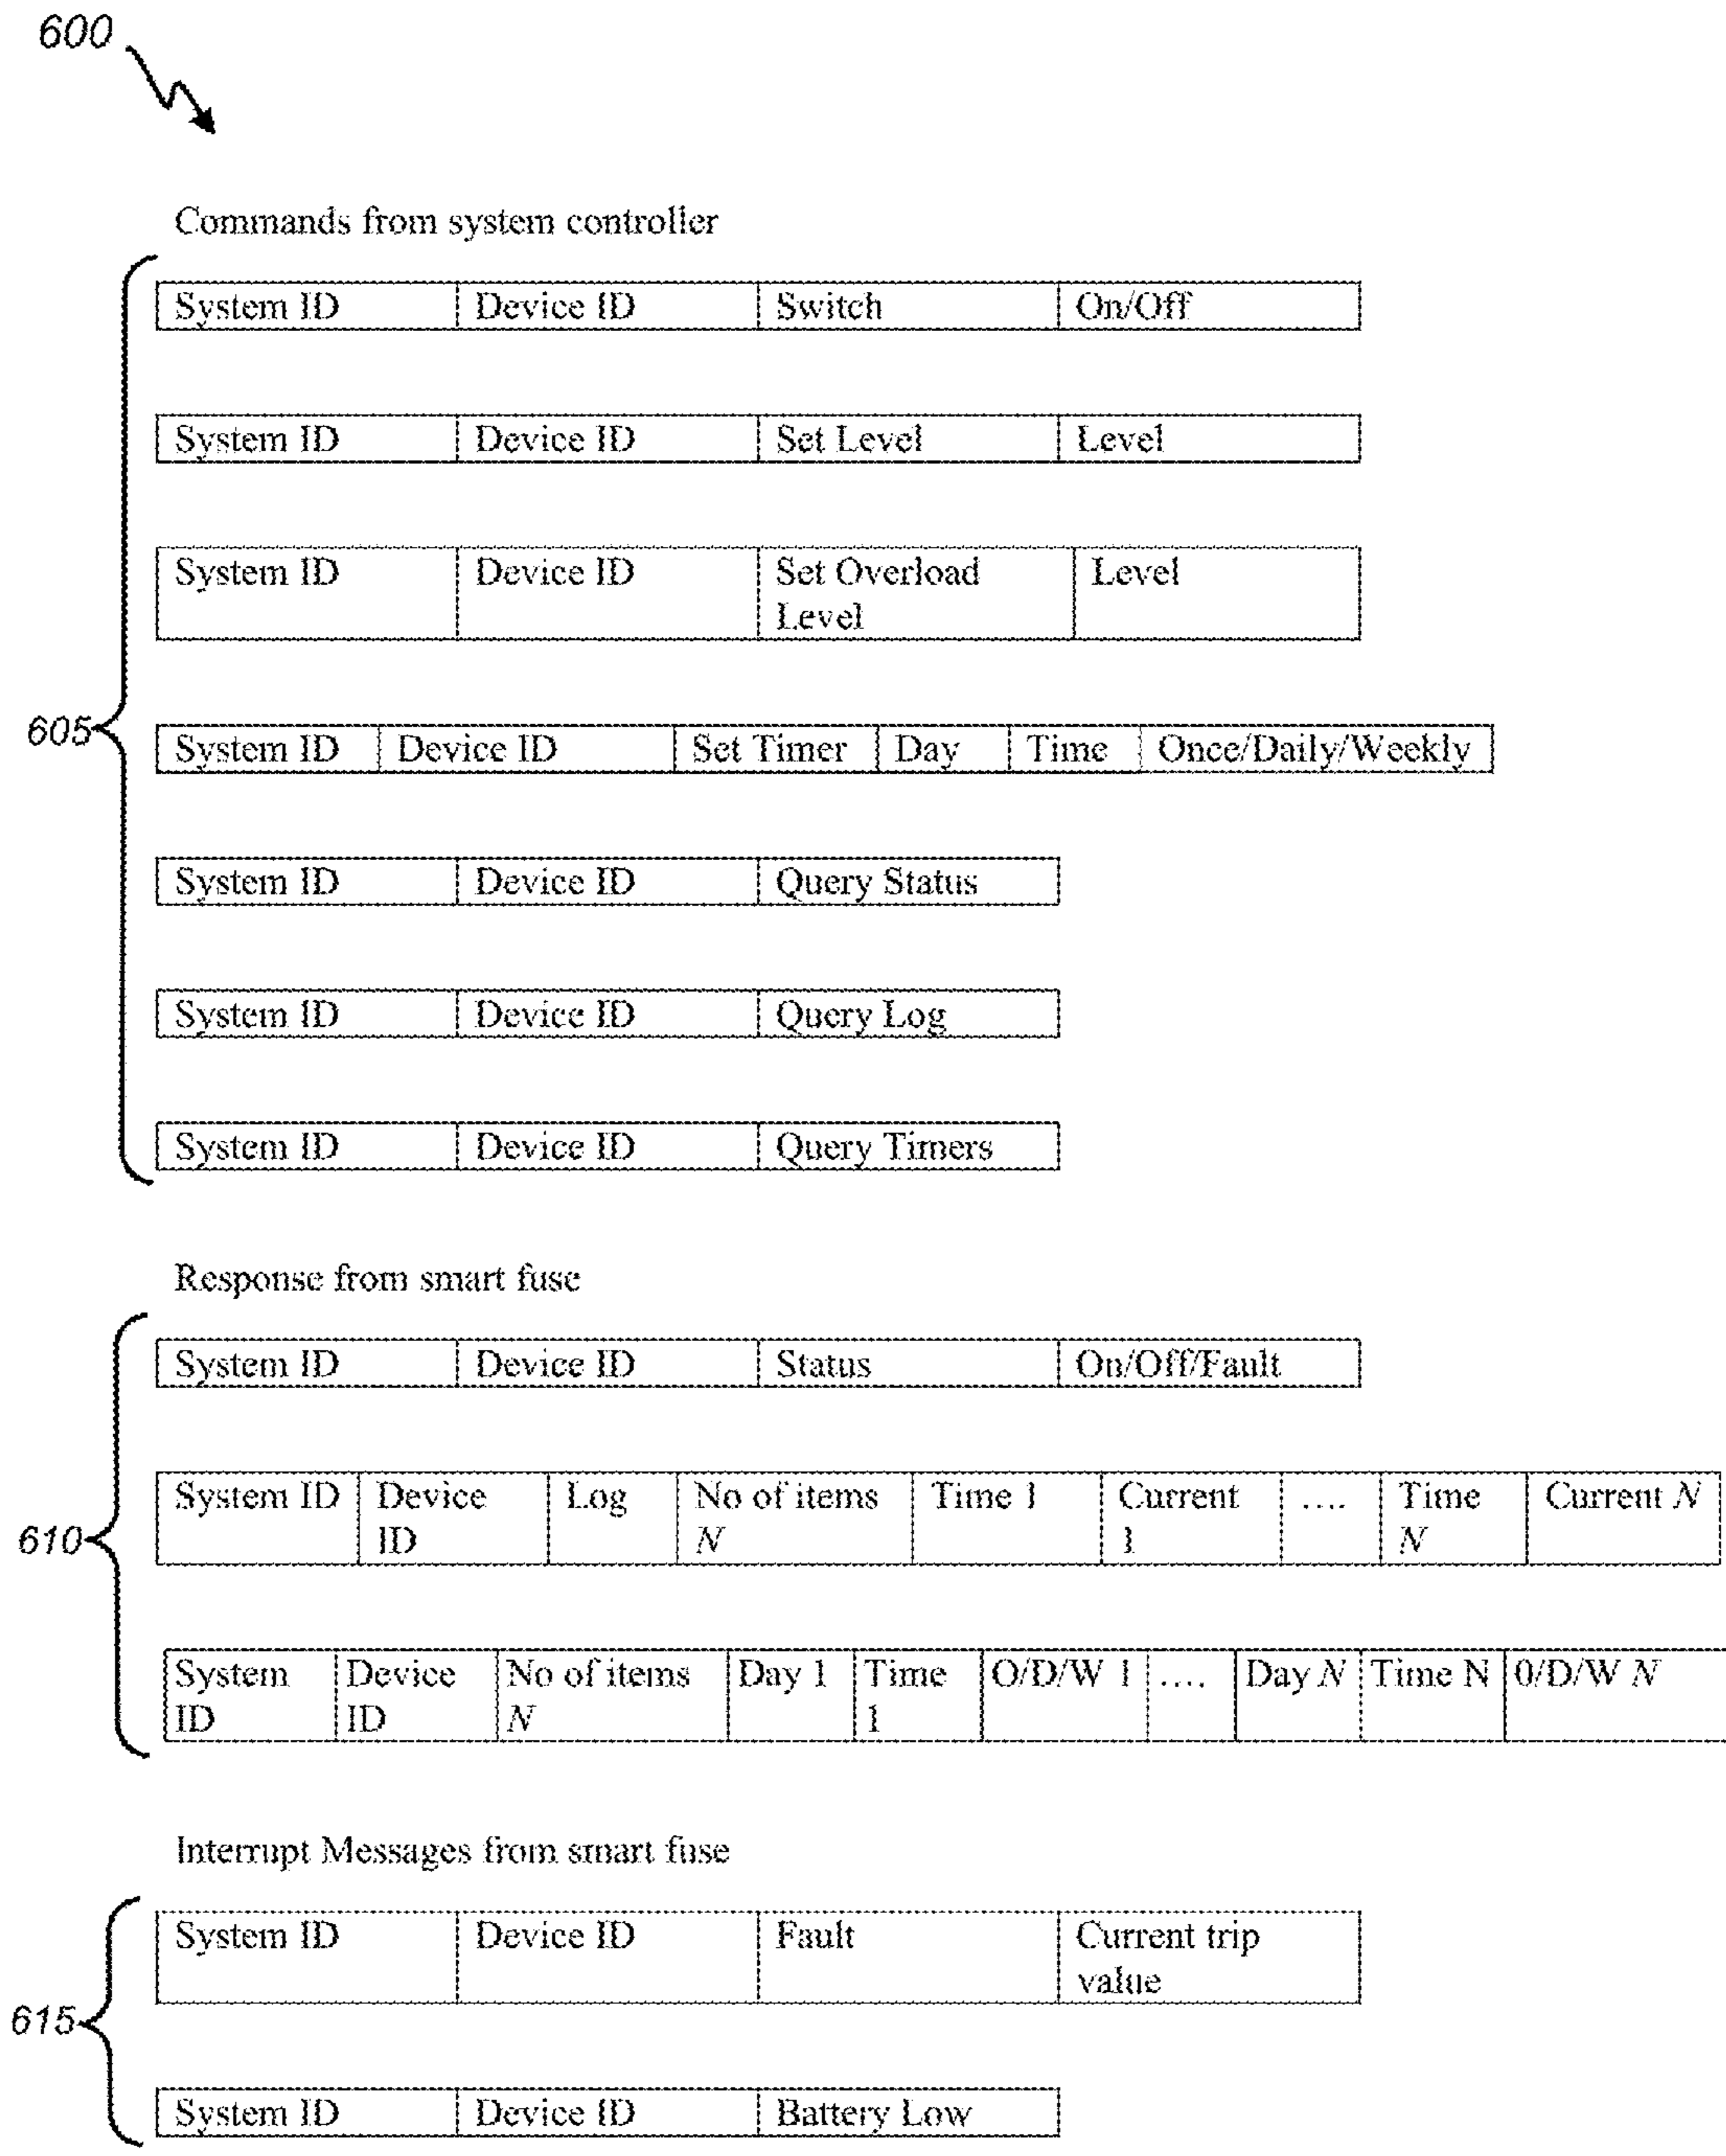 600
Commands from system controller
System ID Device ID Switch On/Off
System ID Device ID Set Level Level
System ID Device ID Set Overload Level
Level
605
System ID Device ID Set Timer Day Time Once/Daily/Weekly
System ID Device ID Query Status
System ID Device ID Query Log
System ID Device ID Query Timers
Response from smart fuse
System ID Device ID Status On/Off/Fault
610
System ID Device Log No of items Time 1 Current .... Time Current N
ID N 1 N
System Device No of items Day 1 Time O/D/W 1 .... Day N Time N 0/D/W N
ID ID N 1
Interrupt Messages from smart fuse
615
System ID Device ID Fault Current trip
value
System ID Device ID Battery Low